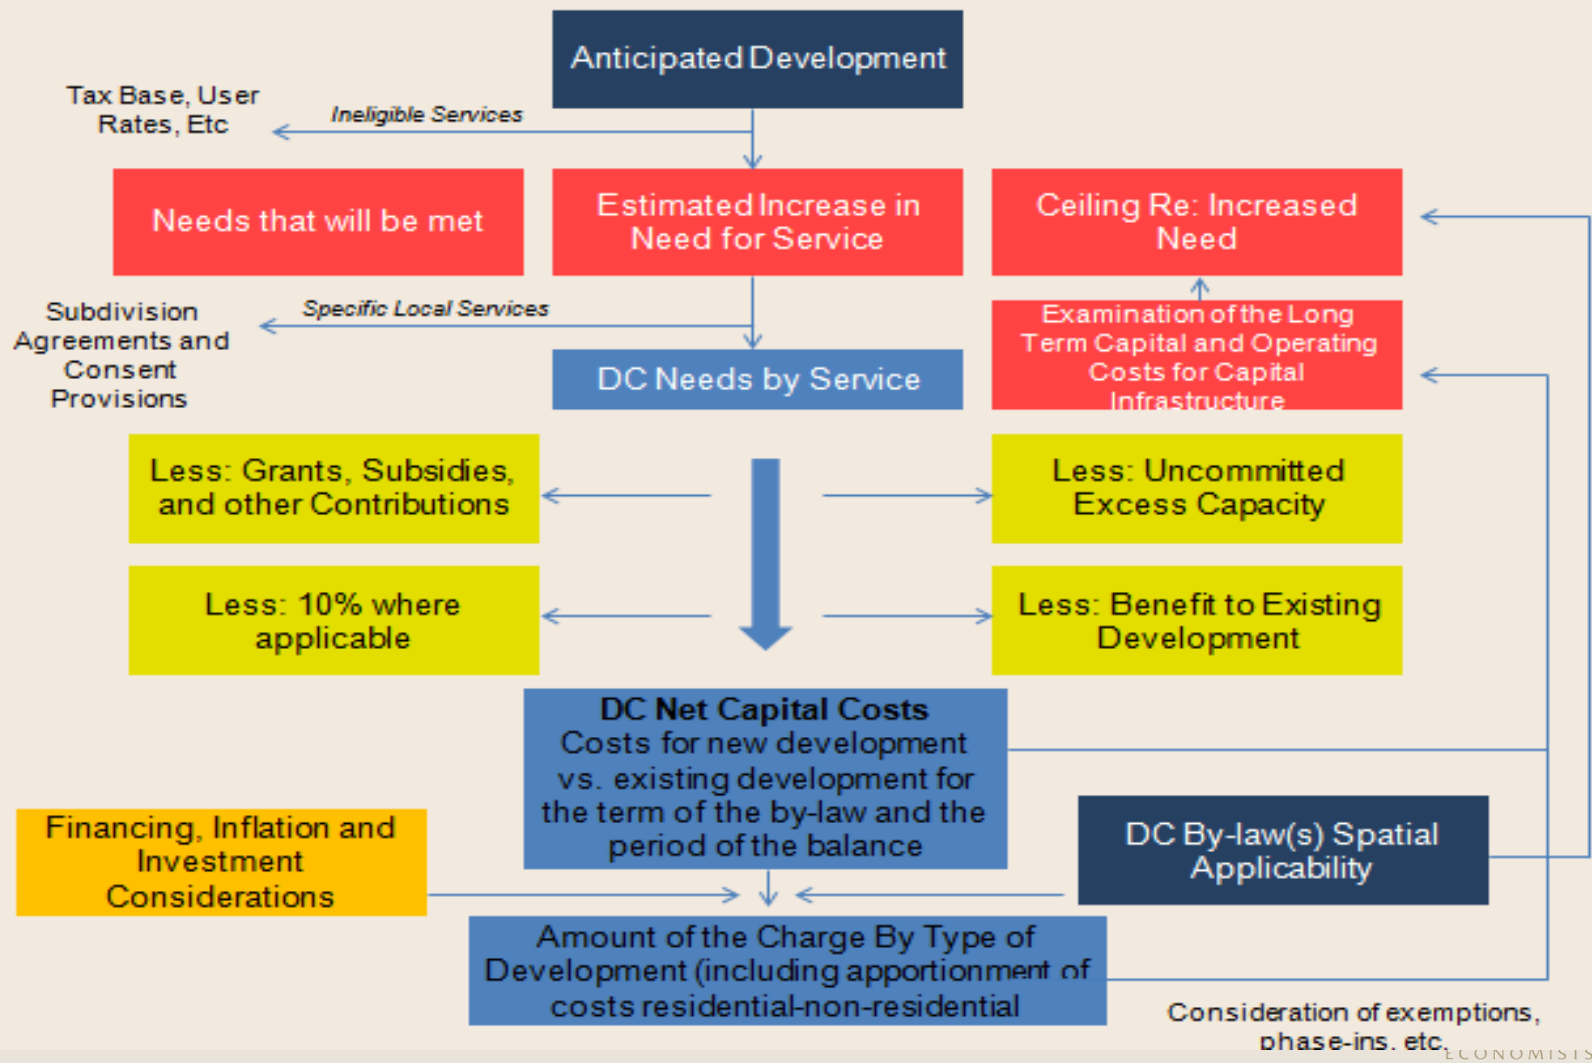 Anticipated Development
Tax Base, User
Rates, Etc
Ineligible Services
Needs that will be met
Estimated Increase in
Need for Service
Ceiling Re: Increased
Need
Subdivision
Agreements and
Consent
Provisions
Specific Local Services
DC Needs by Service
Examination of the Long
Term Capital and Operating
Costs for Capital
Infrastructure
Less: Grants, Subsidies,
and other Contributions
Less: Uncommitted
Excess Capacity
Less: 10% where
applicable
Less: Benefit to Existing
Development
DC Net Capital Costs
Costs for new development
vs. existing development for
the term of the by-law and the
period of the balance
Financing, Inflation and
Investment
Considerations
DC By-law(s) Spatial
Applicability
Amount of the Charge By Type of
Development (including apportionment of
costs residential-non-residential
Consideration of exemptions,
phase-ins, etc.
ECONOMISTS